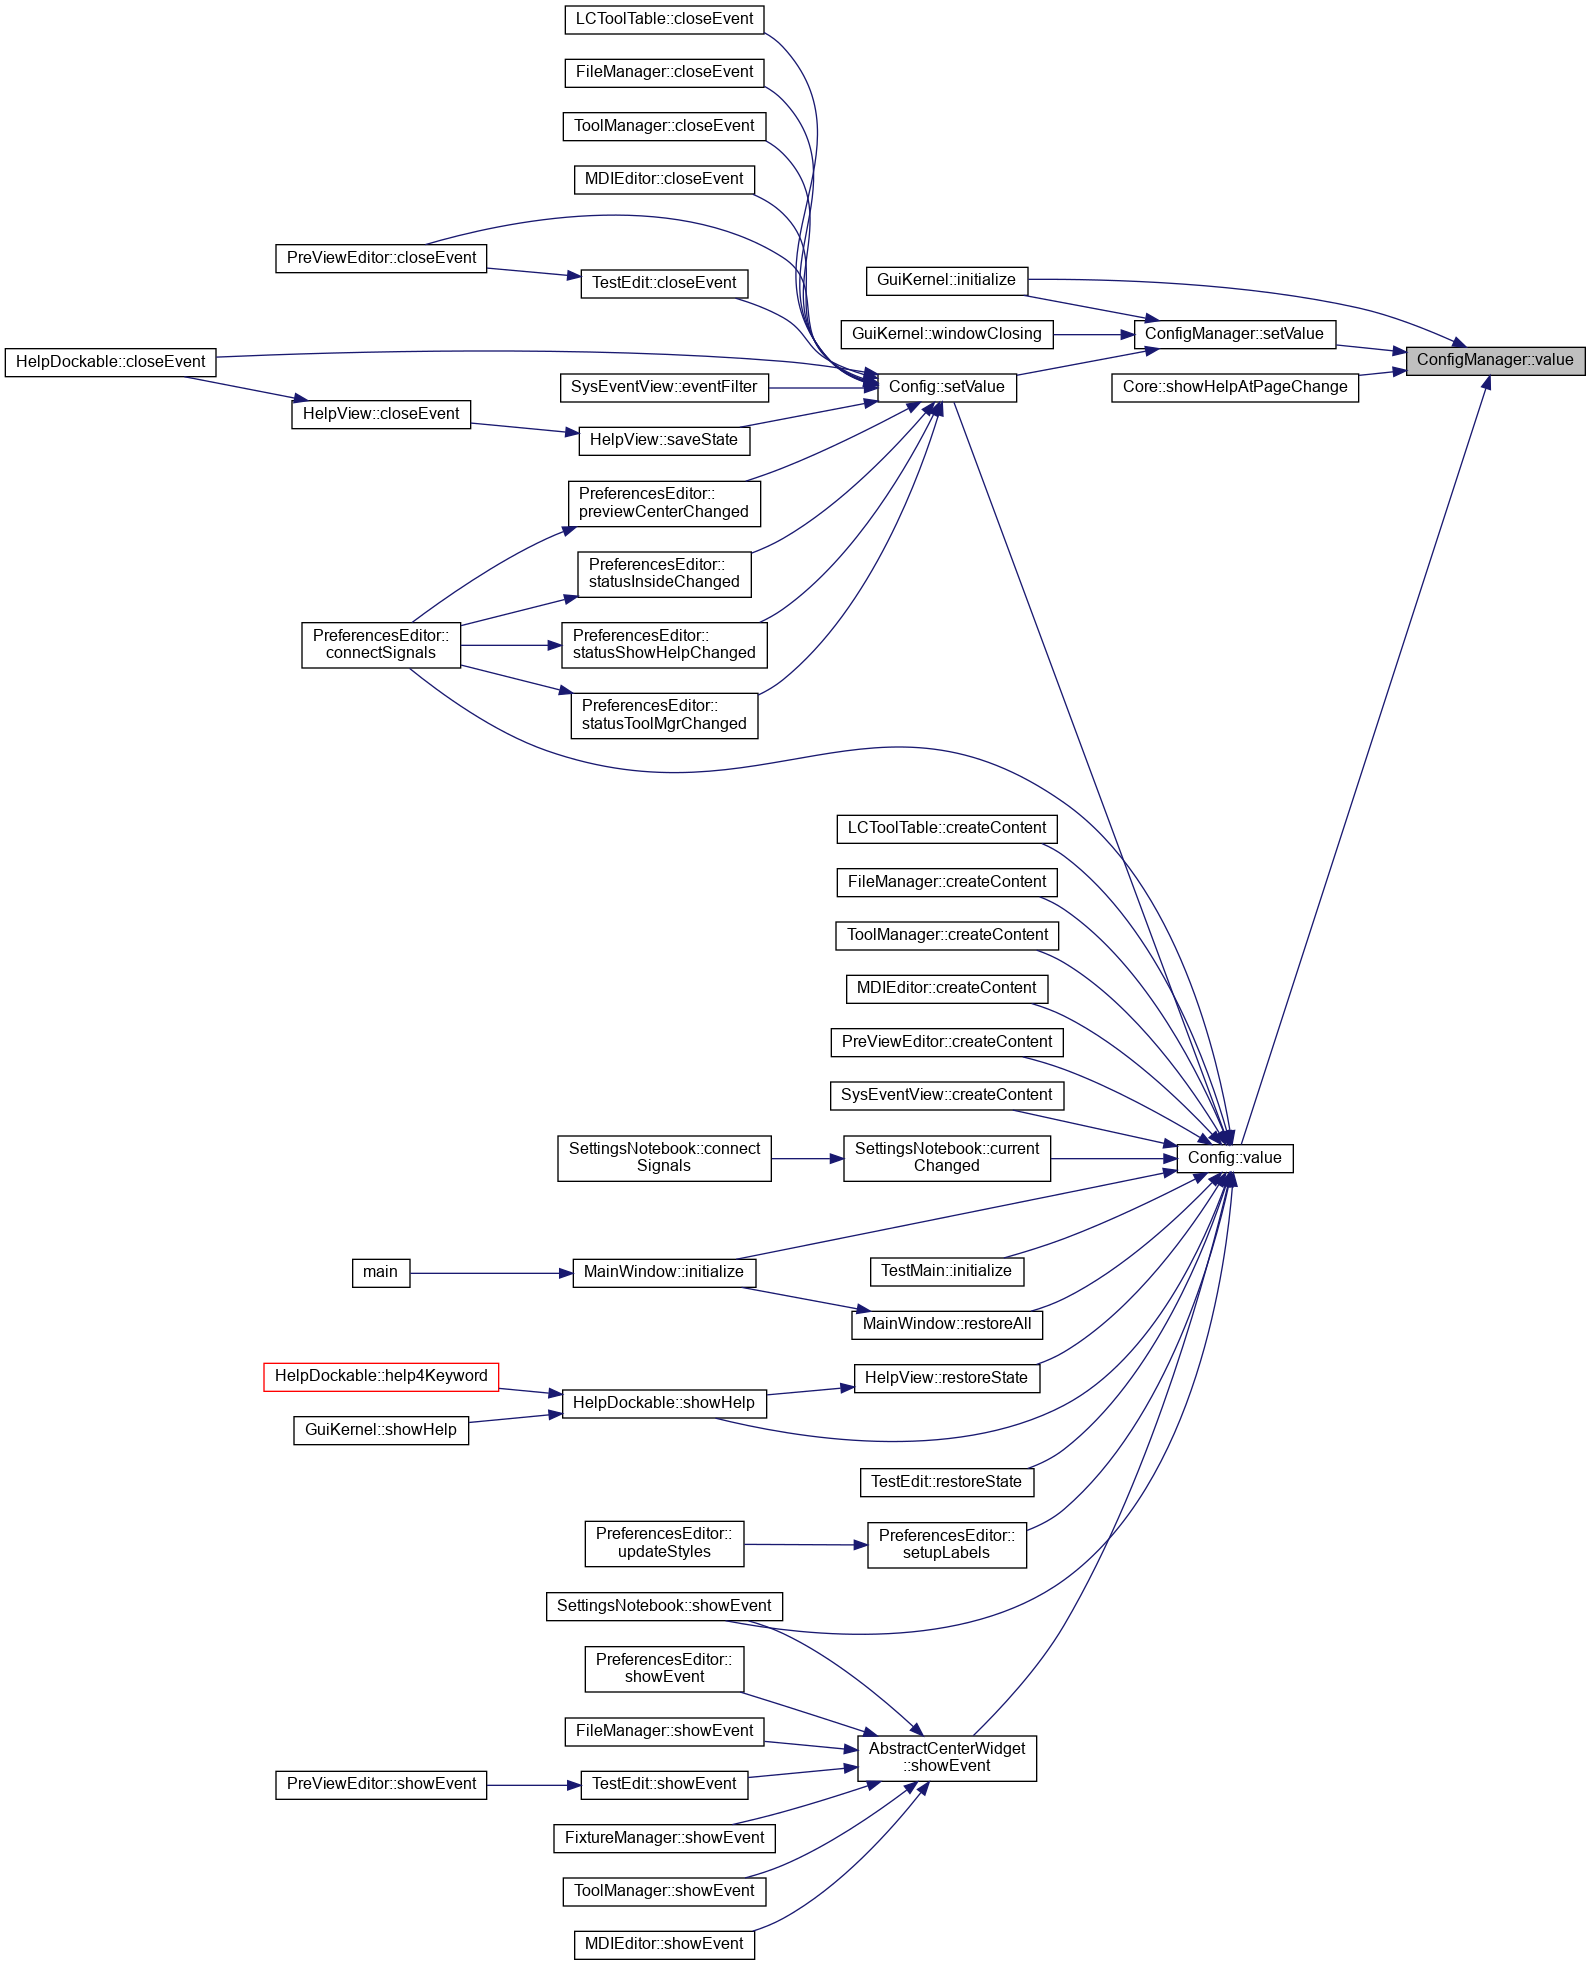 LCToolTable::closeEvent
FileManager::closeEvent
ToolManager::closeEvent
MDIEditor::closeEvent
PreViewEditor::closeEvent
TestEdit::closeEvent
GuiKernel::initialize
GuiKernel::windowClosing
ConfigManager::setValue
ConfigManager::value
HelpDockable::closeEvent
SysEventView::eventFilter
Config::setValue
Core::showHelpAtPageChange
HelpView::closeEvent
HelpView::saveState
PreferencesEditor::
previewCenterChanged
PreferencesEditor::
statusInsideChanged
PreferencesEditor::
connectSignals
PreferencesEditor::
statusShowHelpChanged
PreferencesEditor::
statusToolMgrChanged
LCToolTable::createContent
FileManager::createContent
ToolManager::createContent
MDIEditor::createContent
PreViewEditor::createContent
SysEventView::createContent
SettingsNotebook::connect
Signals
SettingsNotebook::current
Changed
Config::value
main
MainWindow::initialize
TestMain::initialize
MainWindow::restoreAll
HelpDockable::help4Keyword
HelpView::restoreState
HelpDockable::showHelp
GuiKernel::showHelp
TestEdit::restoreState
PreferencesEditor::
updateStyles
PreferencesEditor::
setupLabels
SettingsNotebook::showEvent
PreferencesEditor::
showEvent
FileManager::showEvent
AbstractCenterWidget
::showEvent
PreViewEditor::showEvent
TestEdit::showEvent
FixtureManager::showEvent
ToolManager::showEvent
MDIEditor::showEvent